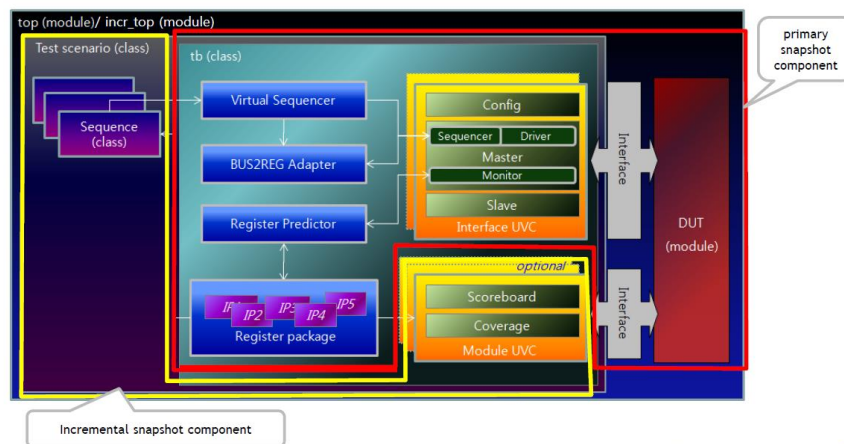 top (module)/ incr_top (module)
primary
snapshot
component
Test scenario (class)
tb (class)
Virtual Sequencer
Config
Sequence
(class)
Sequencer
Driver
BUS2REG Adapter
Master
Monitor
Interface
Register Predictor
Slave
Interface UVC
DUT
(module)
optional
IP2
IP3
IP4
IP5
Register package
Scoreboard
Coverage
Module UVC
Interface
Incremental snapshot component